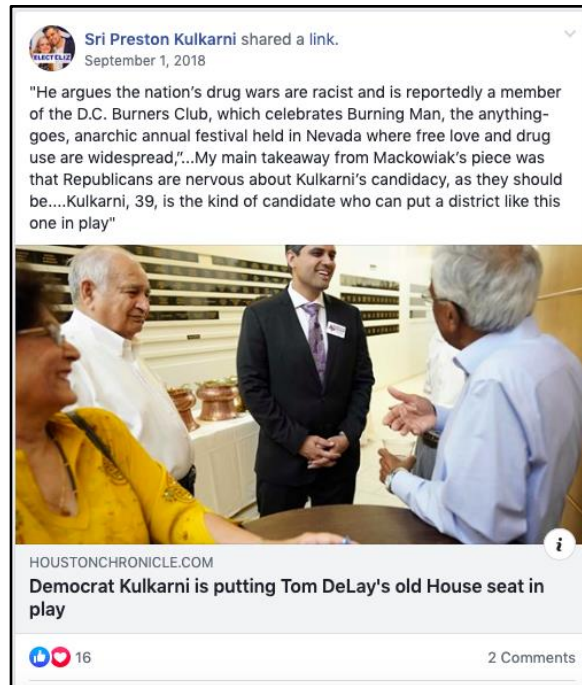 Sri Preston Kulkarni shared a link.
September 1, 2018
ELECT ELIZ
"He argues the nation's drug wars are racist and is reportedly a member
of the D.C. Burners Club, which celebrates Burning Man, the anything-
goes, anarchic annual festival held in Nevada where free love and drug
use are widespread,"...My main takeaway from Mackowiak's piece was
that Republicans are nervous about Kulkarni's candidacy, as they should
be....Kulkarni, 39, is the kind of candidate who can put a district like this
one in play"
i
HOUSTONCHRONICLE.COM
Democrat Kulkarni is putting Tom DeLay's old House seat in
play
16
2 Comments